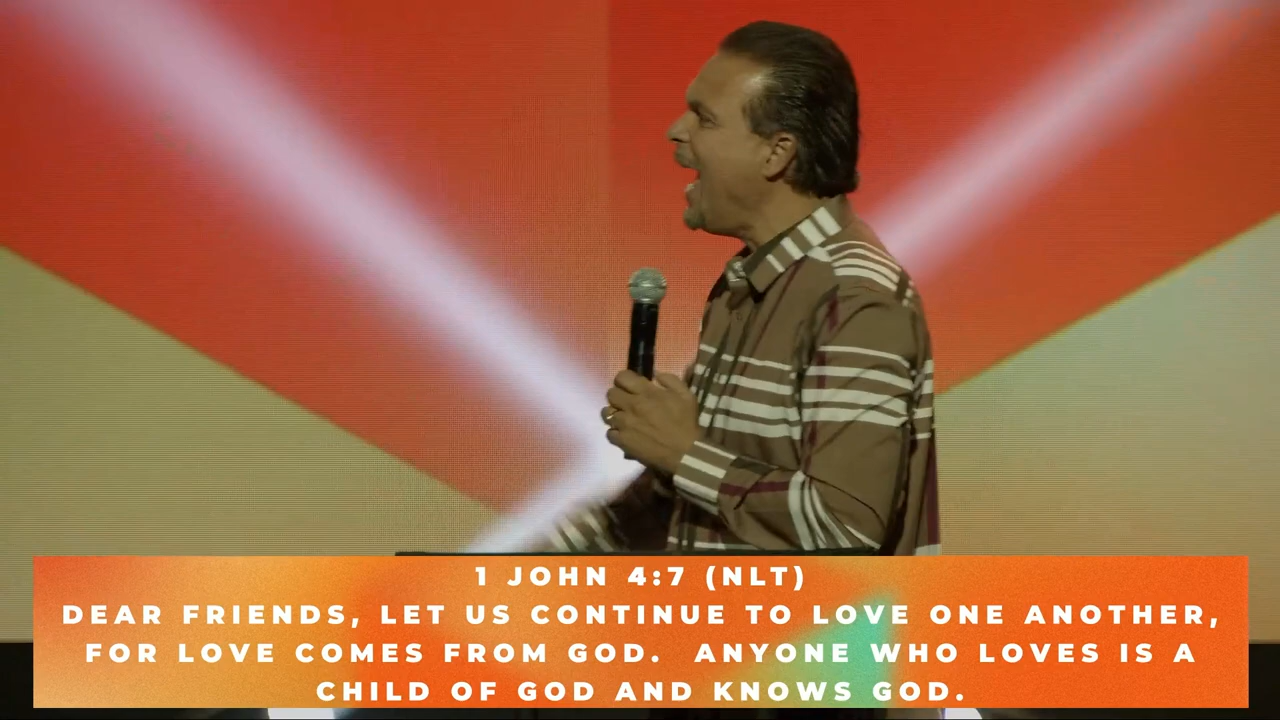 1 JOHN 4:7 (NLT)
DEAR FRIENDS, LET US CONTINUE TO LOVE ONE ANOTHER,
FOR LOVE COMES FROM GOD.  ANYONE WHO LOVES IS A
CHILD OF GOD AND KNOWS GOD.